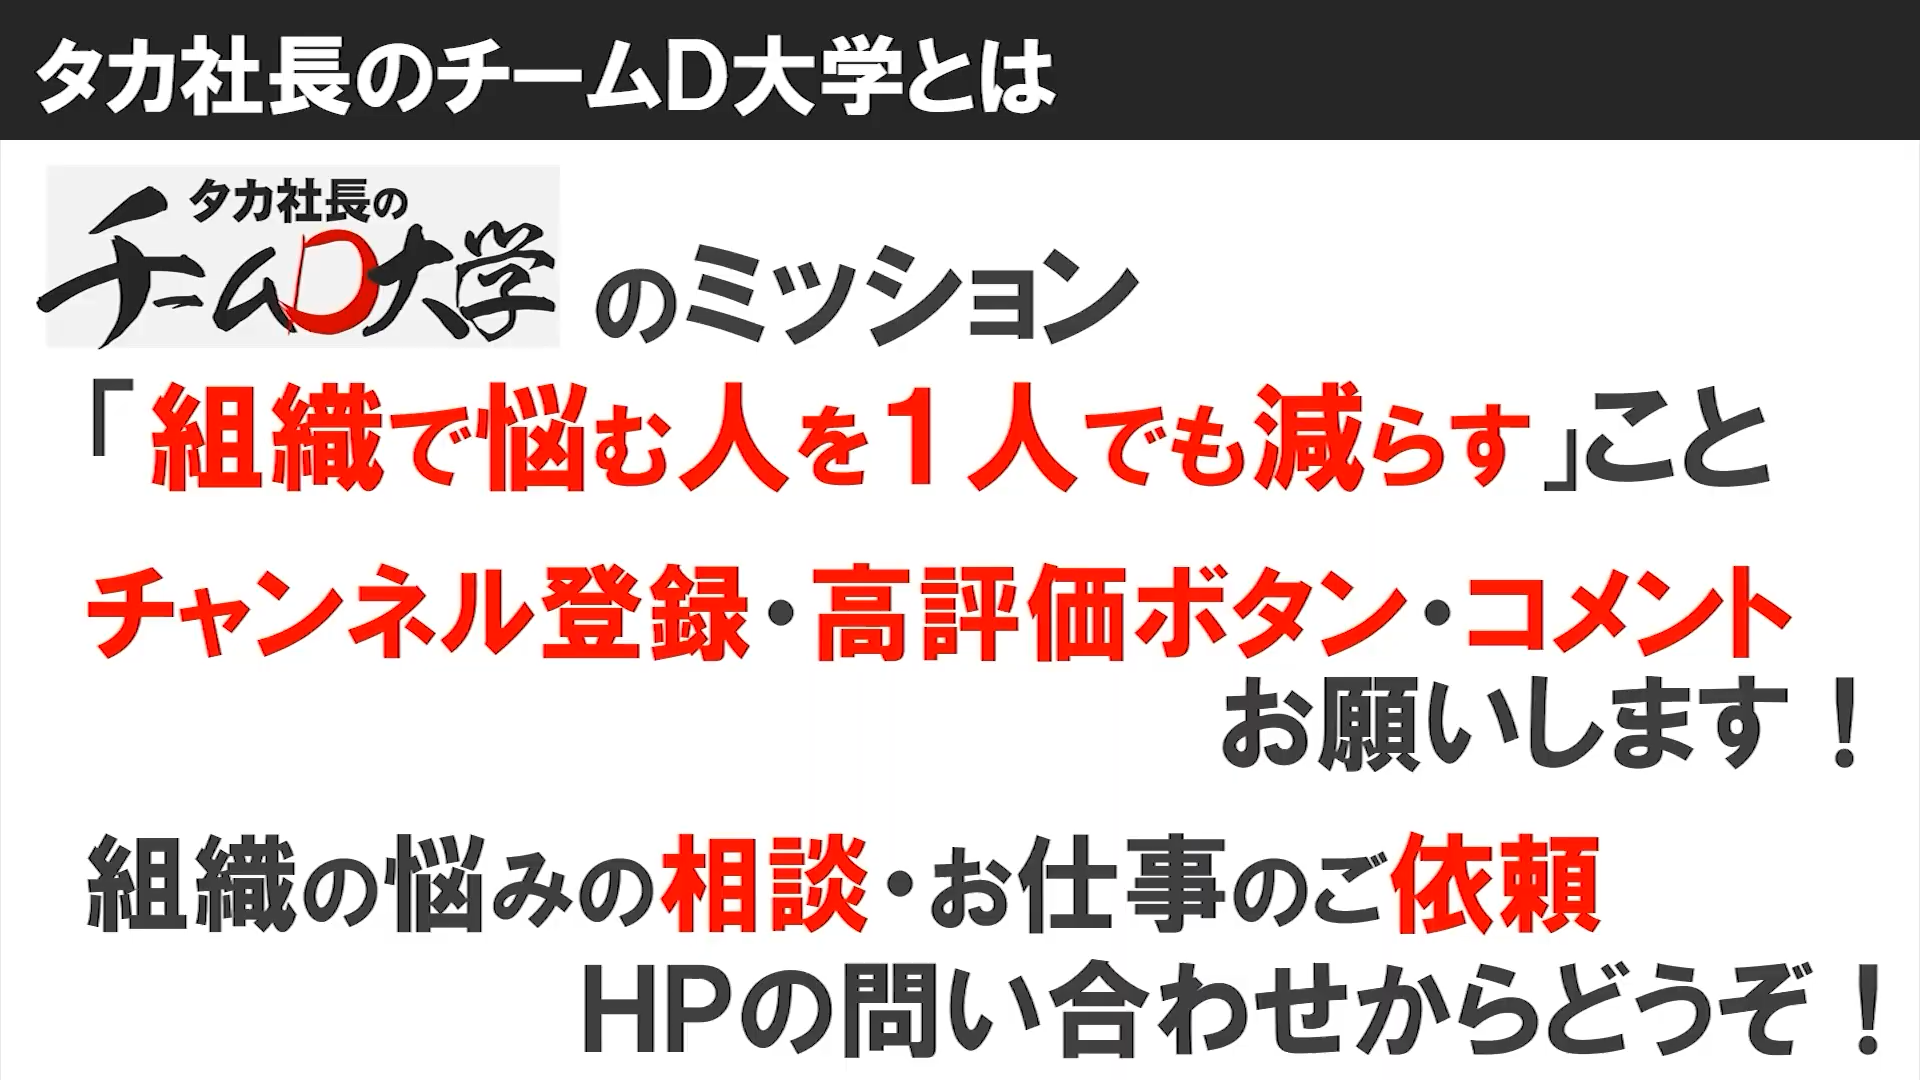 タカ社長のチームD大学とは
タカ社長の
チームD大学
のミッション
「組織で悩む人を1人でも減らす」こと
チャンネル登録・高評価ボタン・コメント
お願いします！
組織の悩みの相談・お仕事のご依頼
HPの問い合わせからどうぞ！